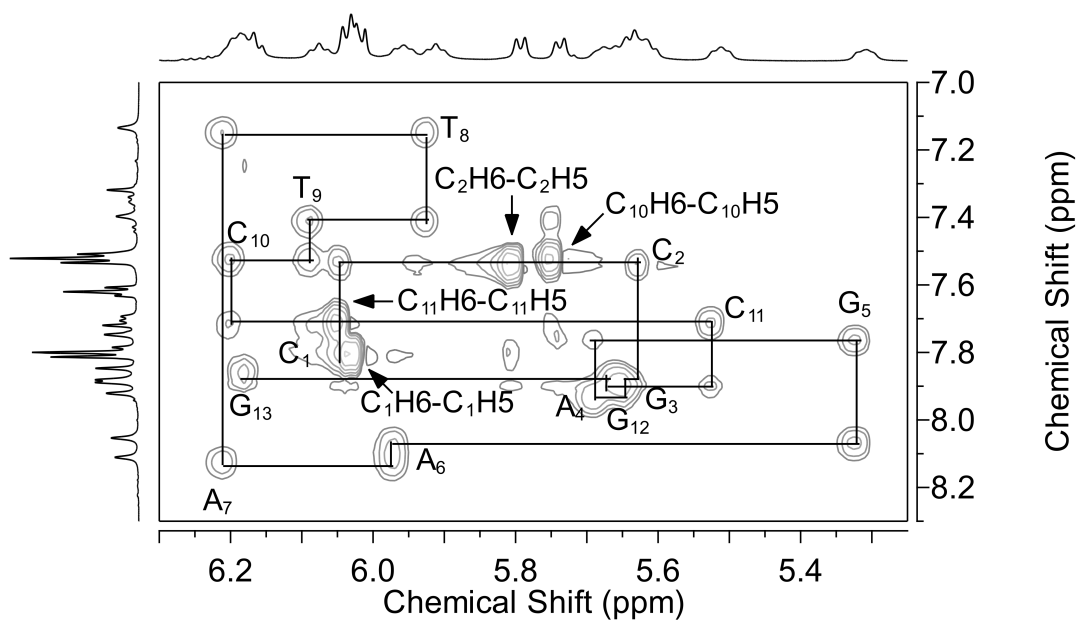 7.0
T₈
7.2
C₂H6-C₂H5
T₉
C₁₀H6-C₁₀H5
7.4
C₁₀
C₂
7.6
C₁₁H6-C₁₁H5
C₁₁
G₅
C₁
7.8
G₁₃
C₁H6-C₁H5
A₄
G₁₂
G₃
8.0
A₆
8.2
A₇
Chemical Shift (ppm)
6.2 6.0 5.8 5.6 5.4
Chemical Shift (ppm)